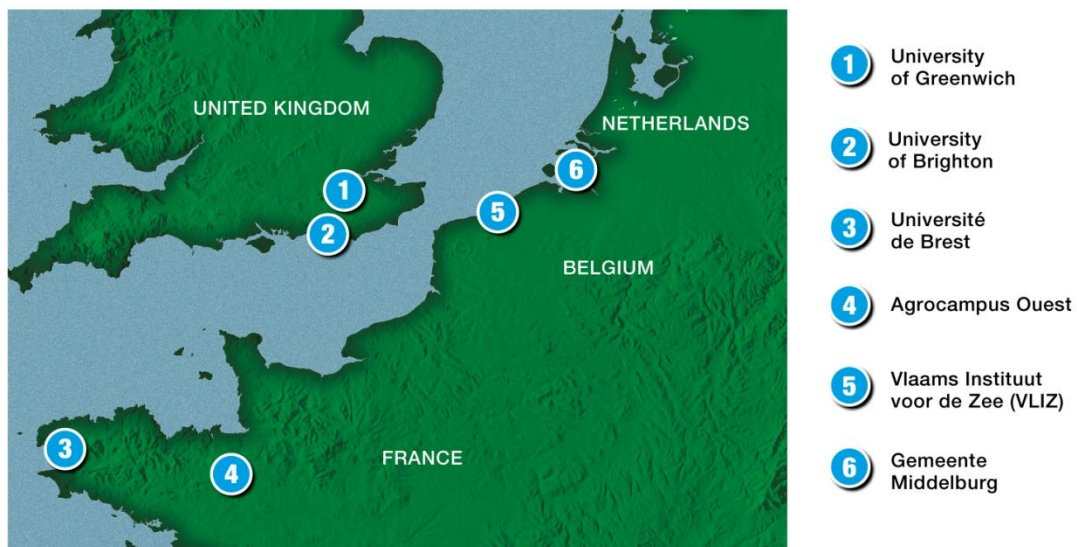 UNITED KINGDOM
NETHERLANDS
BELGIUM
FRANCE
1
2
3
4
5
6
1
University
of Greenwich
2
University
of Brighton
3
Université
de Brest
4
Agrocampus Ouest
5
Vlaams Instituut
voor de Zee (VLIZ)
6
Gemeente
Middelburg